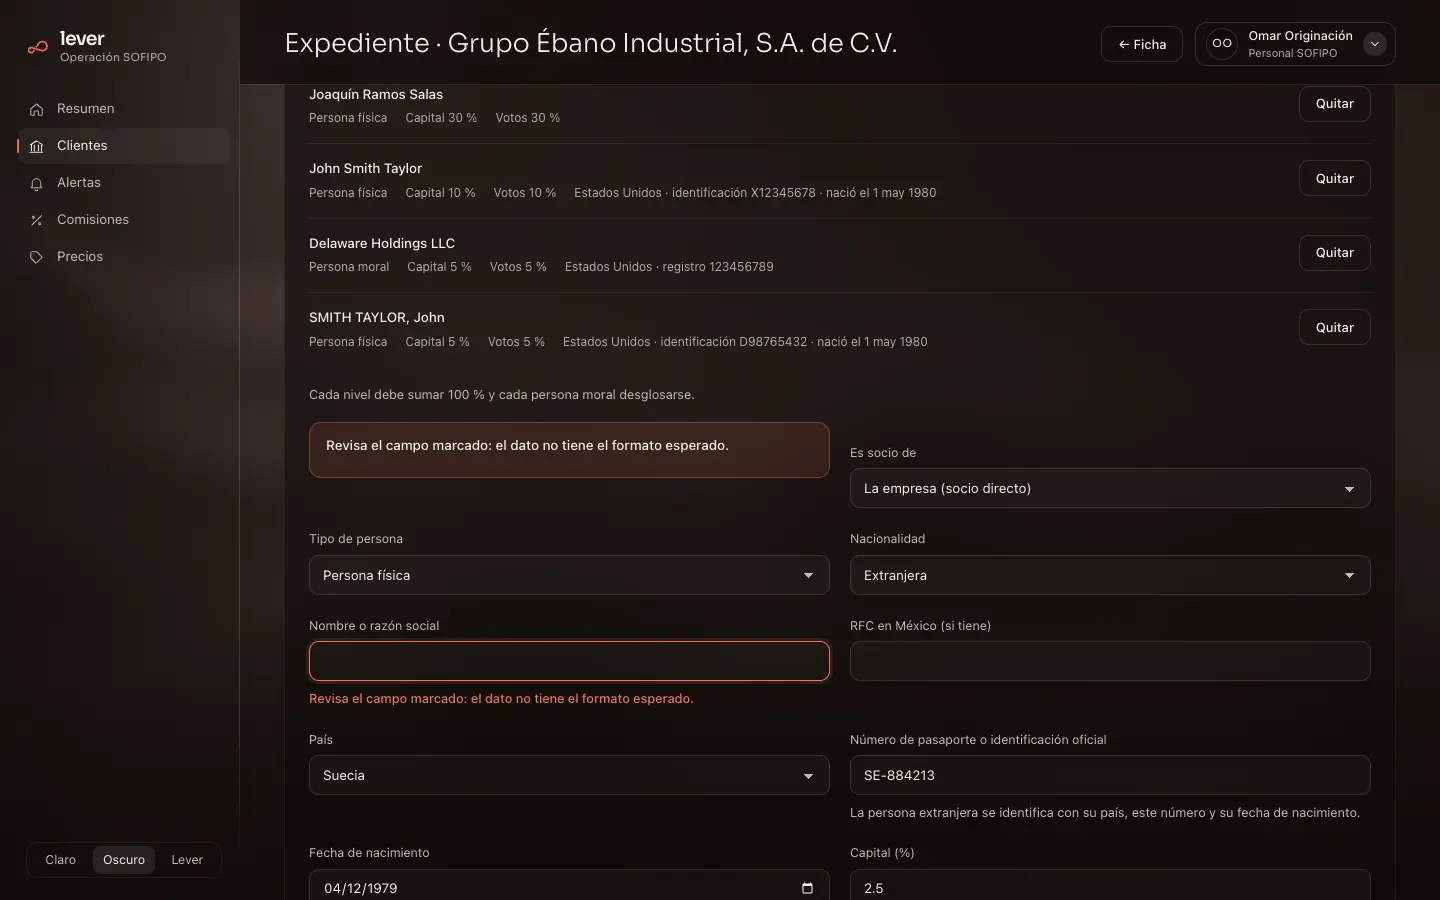 lever
Operación SOFIPO
Resumen
Clientes
Alertas
Comisiones
Precios
Claro
Oscuro
Lever
Expediente · Grupo Ébano Industrial, S.A. de C.V.
← Ficha
OO
Omar Originación
Personal SOFIPO
Joaquín Ramos Salas
Persona física Capital 30 % Votos 30 %
Quitar
John Smith Taylor
Persona física Capital 10 % Votos 10 % Estados Unidos · identificación X12345678 · nació el 1 may 1980
Quitar
Delaware Holdings LLC
Persona moral Capital 5 % Votos 5 % Estados Unidos · registro 123456789
Quitar
SMITH TAYLOR, John
Persona física Capital 5 % Votos 5 % Estados Unidos · identificación D98765432 · nació el 1 may 1980
Quitar
Cada nivel debe sumar 100 % y cada persona moral desglosarse.
Revisa el campo marcado: el dato no tiene el formato esperado.
Es socio de
La empresa (socio directo)
Tipo de persona
Persona física
Nacionalidad
Extranjera
Nombre o razón social
Revisa el campo marcado: el dato no tiene el formato esperado.
RFC en México (si tiene)
País
Suecia
Número de pasaporte o identificación oficial
SE-884213
La persona extranjera se identifica con su país, este número y su fecha de nacimiento.
Fecha de nacimiento
04/12/1979
Capital (%)
2.5